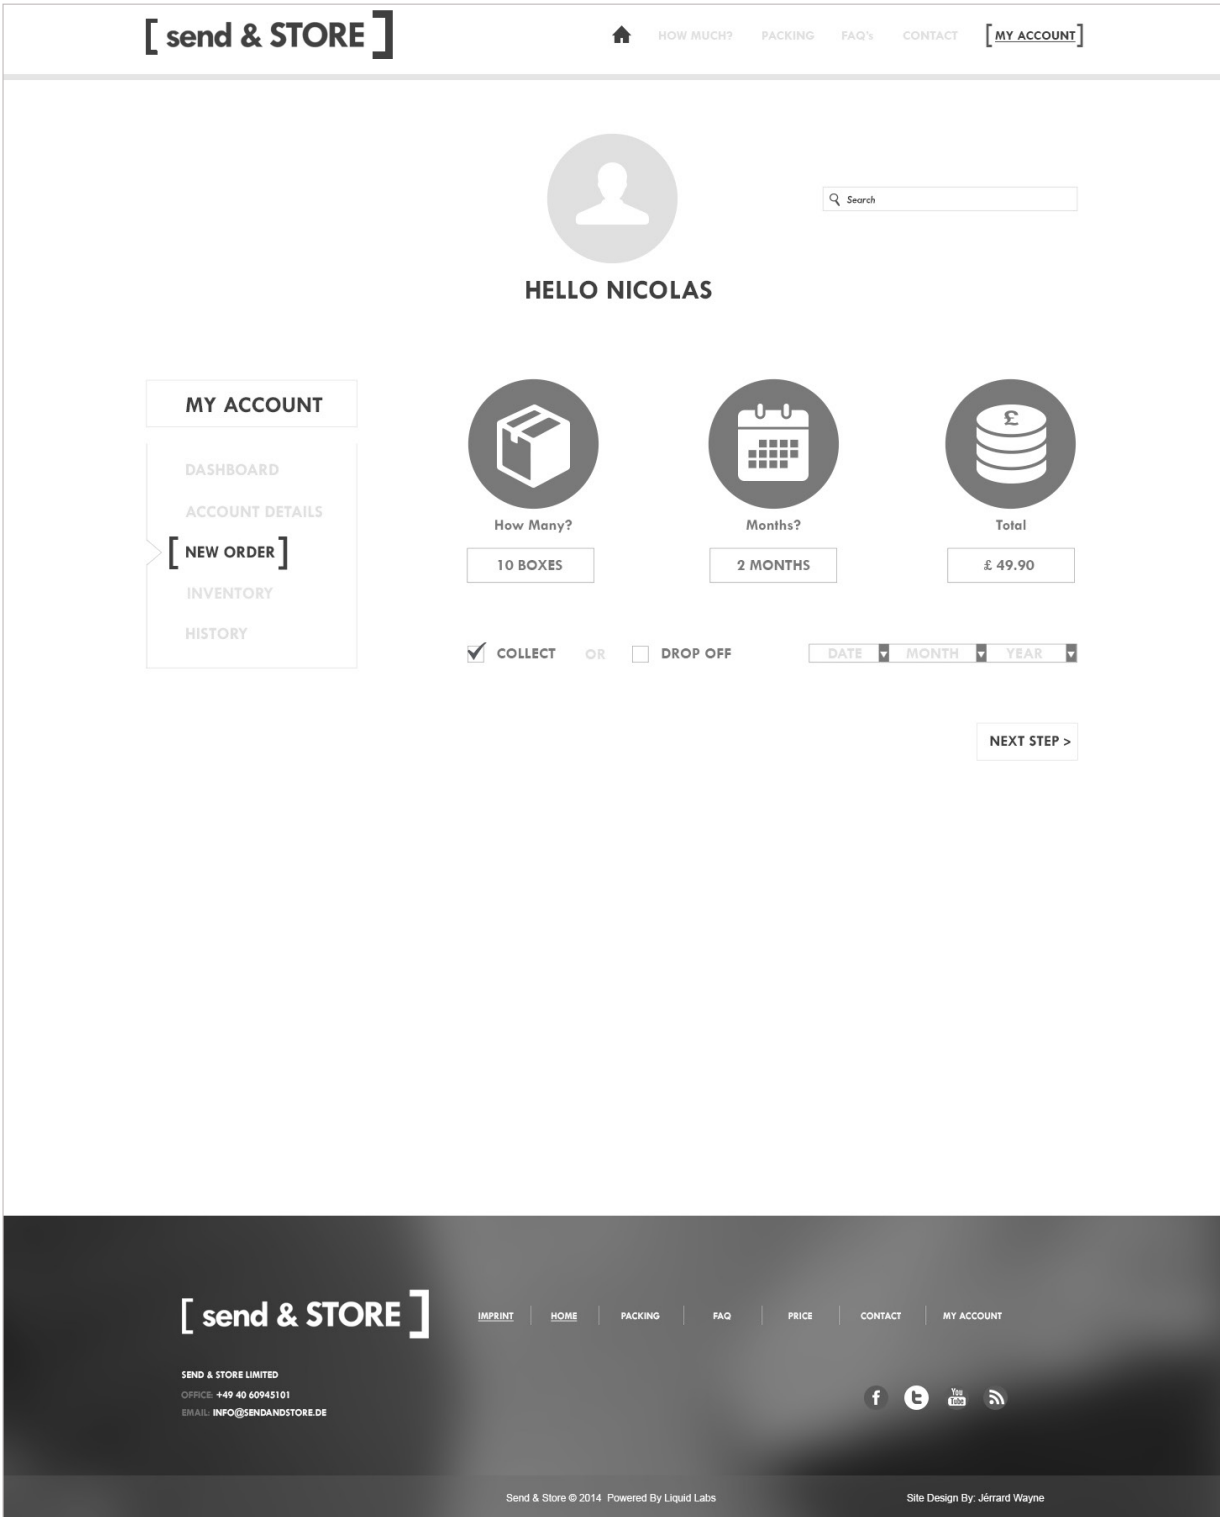 [ send & STORE ]
HOW MUCH? PACKING FAQ's CONTACT [MY ACCOUNT]
Search
HELLO NICOLAS
MY ACCOUNT
DASHBOARD
ACCOUNT DETAILS
[ NEW ORDER ]
INVENTORY
HISTORY
£
How Many? Months? Total
10 BOXES 2 MONTHS £ 49.90
COLLECT OR DROP OFF DATE MONTH YEAR
NEXT STEP >
[ send & STORE ]
IMPRINT HOME PACKING FAQ PRICE CONTACT MY ACCOUNT
SEND & STORE LIMITED
OFFICE: +49 40 60945101
EMAIL: INFO@SENDANDSTORE.DE
f t You Tube
Send & Store © 2014 Powered By Liquid Labs Site Design By: Jérrard Wayne